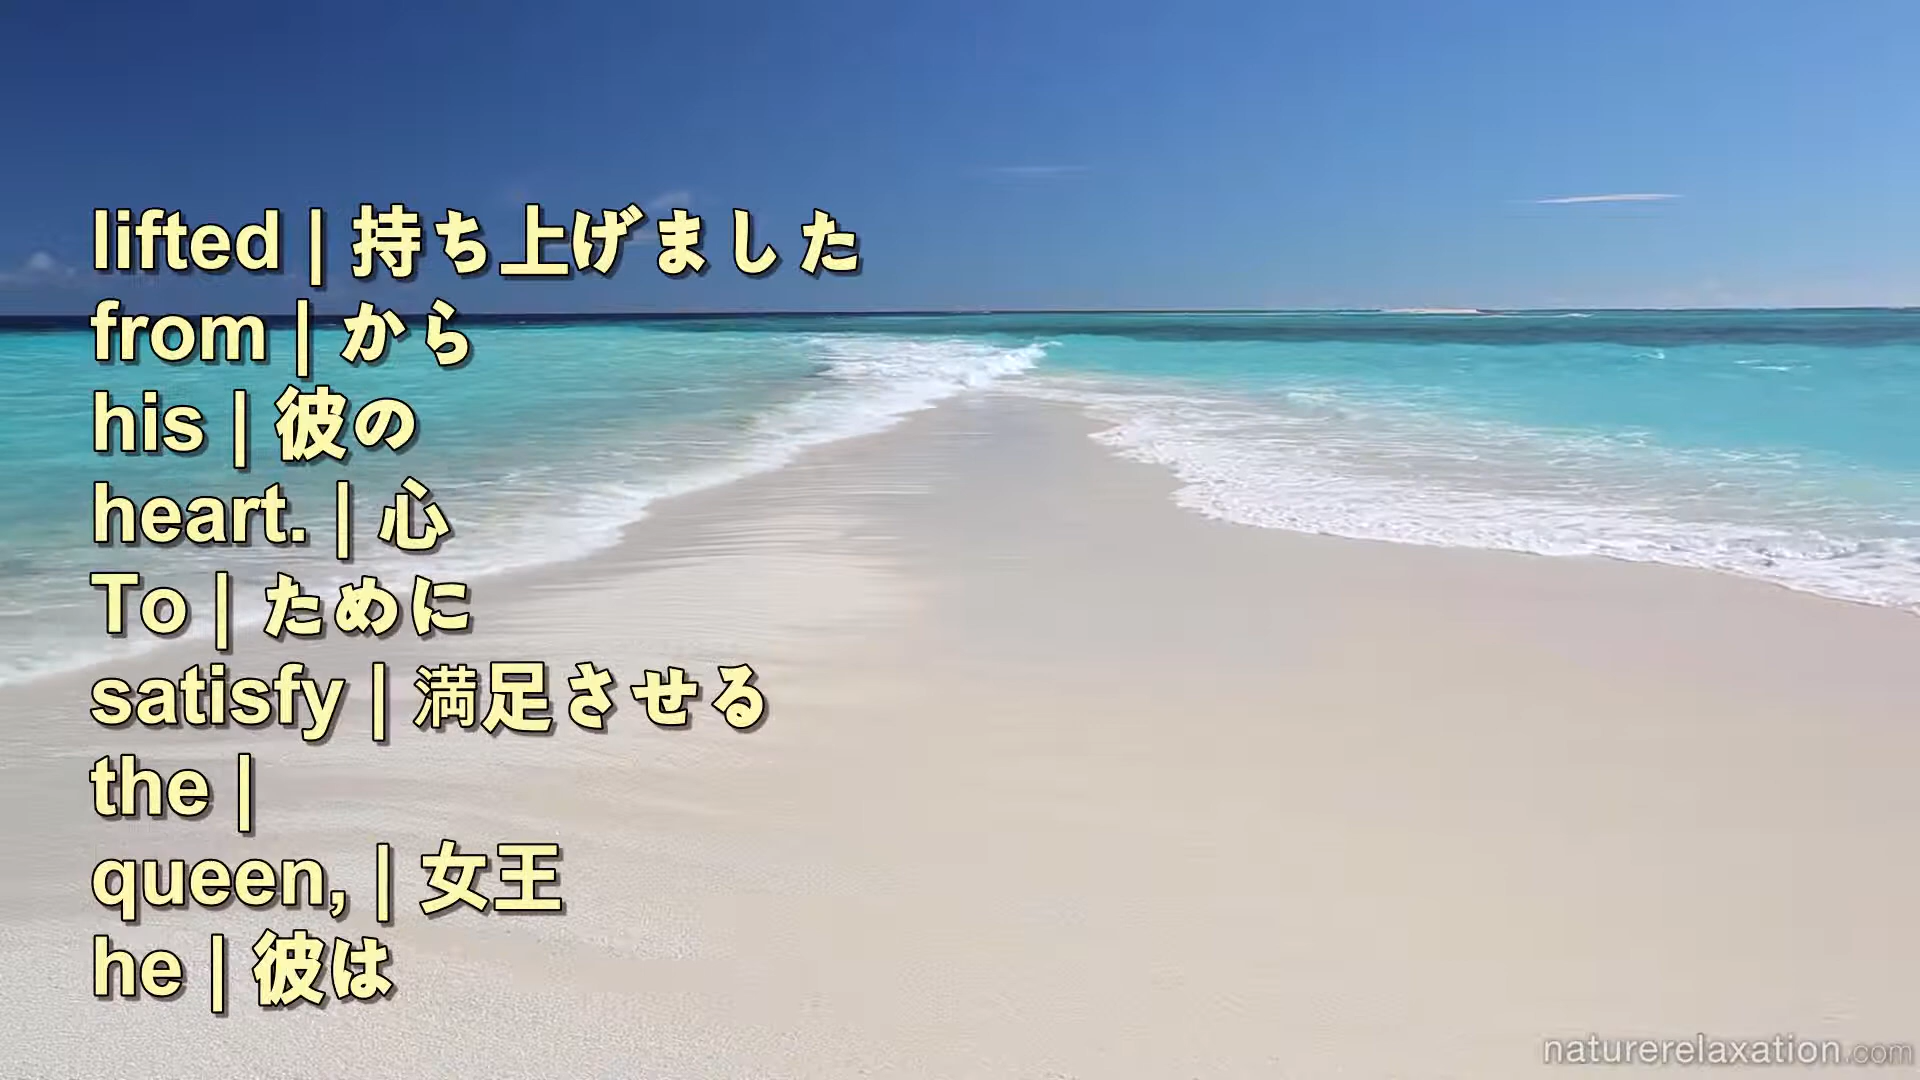 lifted | 持ち上げました
from | から
his | 彼の
heart. | 心
To | ために
satisfy | 満足させる
the |
queen, | 女王
he | 彼は
naturerelaxation.com